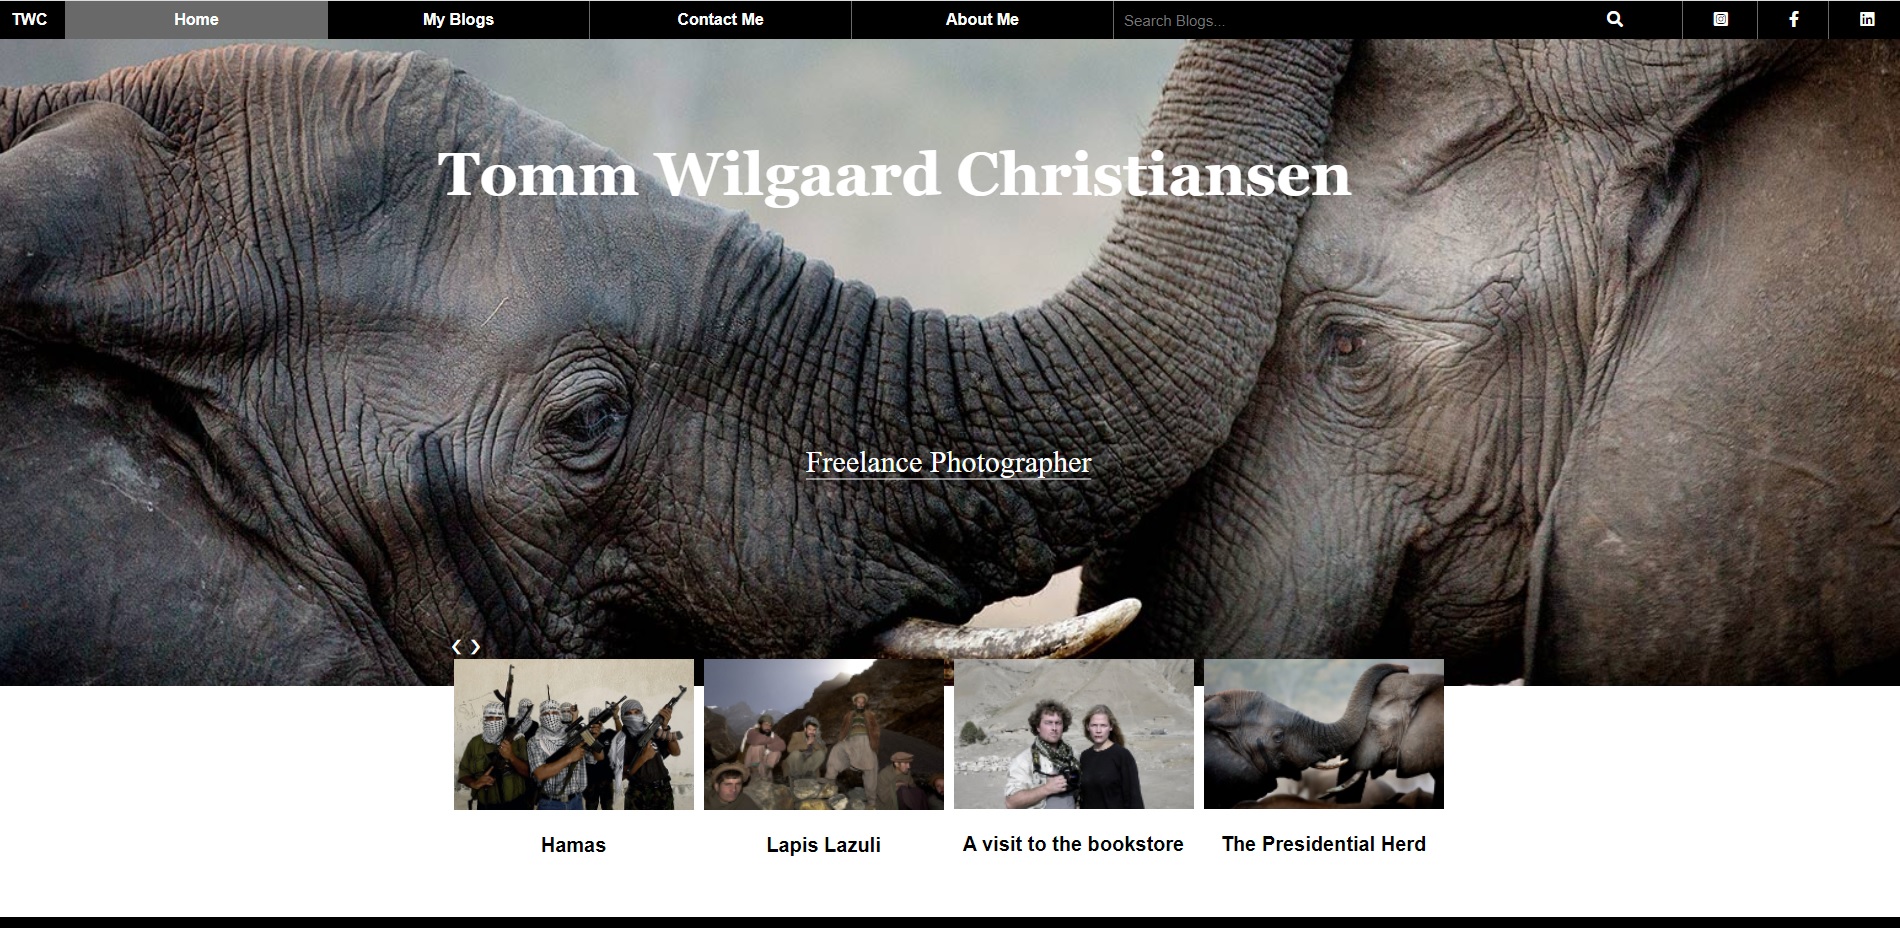 TWC Home My Blogs Contact Me About Me Search Blogs...
Tomm Wilgaard Christiansen
Freelance Photographer
Hamas Lapis Lazuli A visit to the bookstore The Presidential Herd